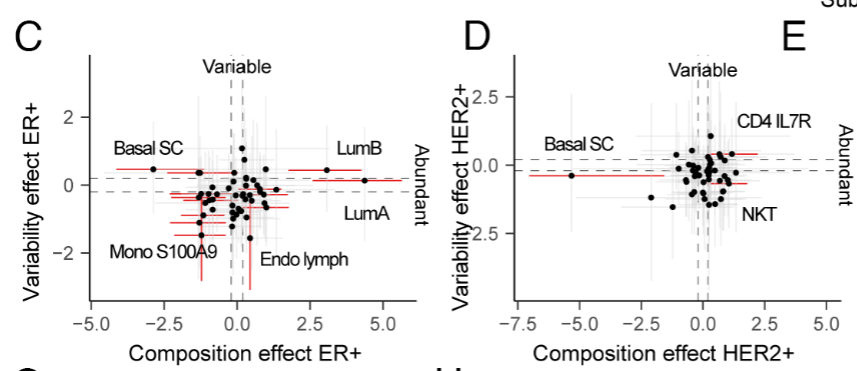 Sub
C
D
E
Variable
Variable
Variability effect ER+
2
0
−2
Basal SC
LumB
LumA
Mono S100A9
Endo lymph
Abundant
−5.0
−2.5
0.0
2.5
5.0
Composition effect ER+
Variability effect HER2+
2.5
0.0
2.5
Basal SC
CD4 IL7R
NKT
Abundant
−7.5
−5.0
−2.5
0.0
2.5
5.0
Composition effect HER2+